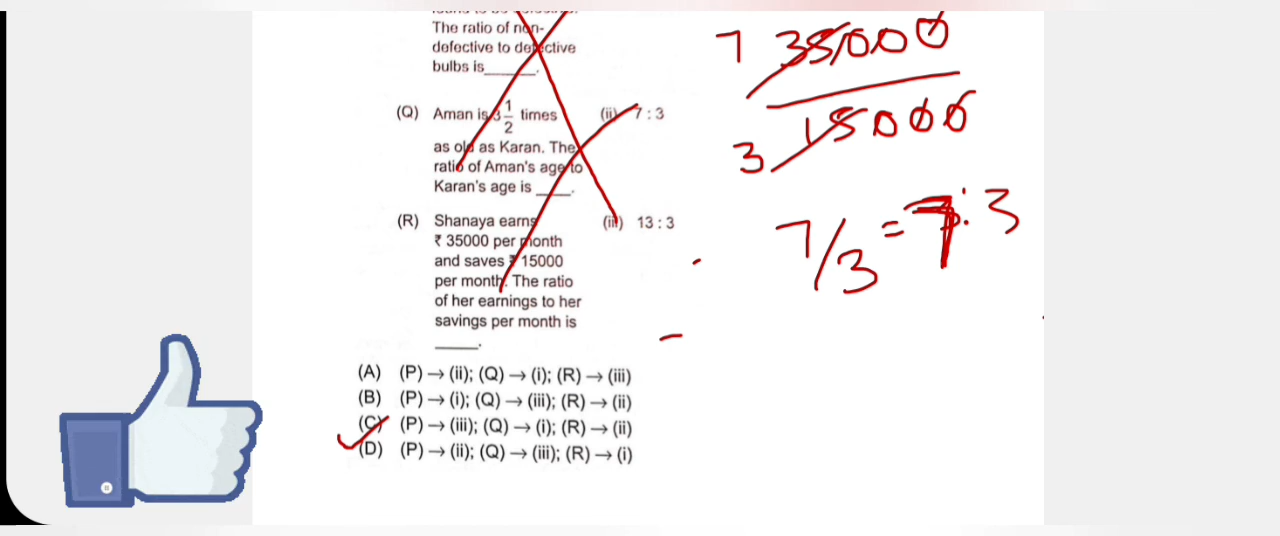 The ratio of non-
defective to defective
bulbs is_____.
(Q) Aman is 3 1/2 times (ii) 7 : 3
as old as Karan. The
ratio of Aman's age to
Karan's age is ____.
(R) Shanaya earns (iii) 13 : 3
₹ 35000 per month
and saves ₹ 15000
per month. The ratio
of her earnings to her
savings per month is
_____.
(A) (P) → (ii); (Q) → (i); (R) → (iii)
(B) (P) → (i); (Q) → (iii); (R) → (ii)
(C) (P) → (iii); (Q) → (i); (R) → (ii)
(D) (P) → (ii); (Q) → (iii); (R) → (i)
7 35000
3 15000
7/3 = 7:3